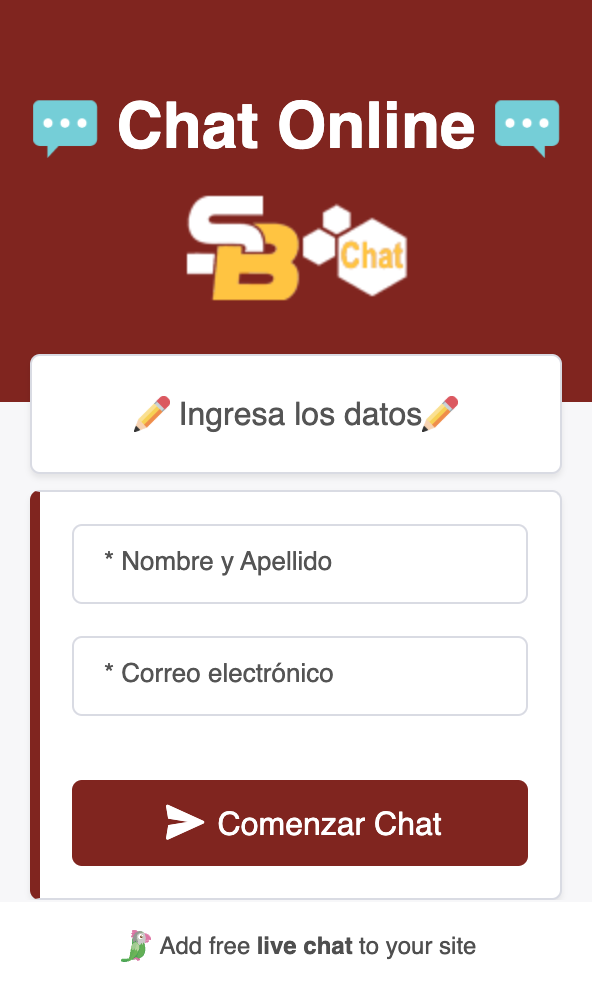 Chat Online
SB Chat
Ingresa los datos
* Nombre y Apellido
* Correo electrónico
Comenzar Chat
Add free live chat to your site